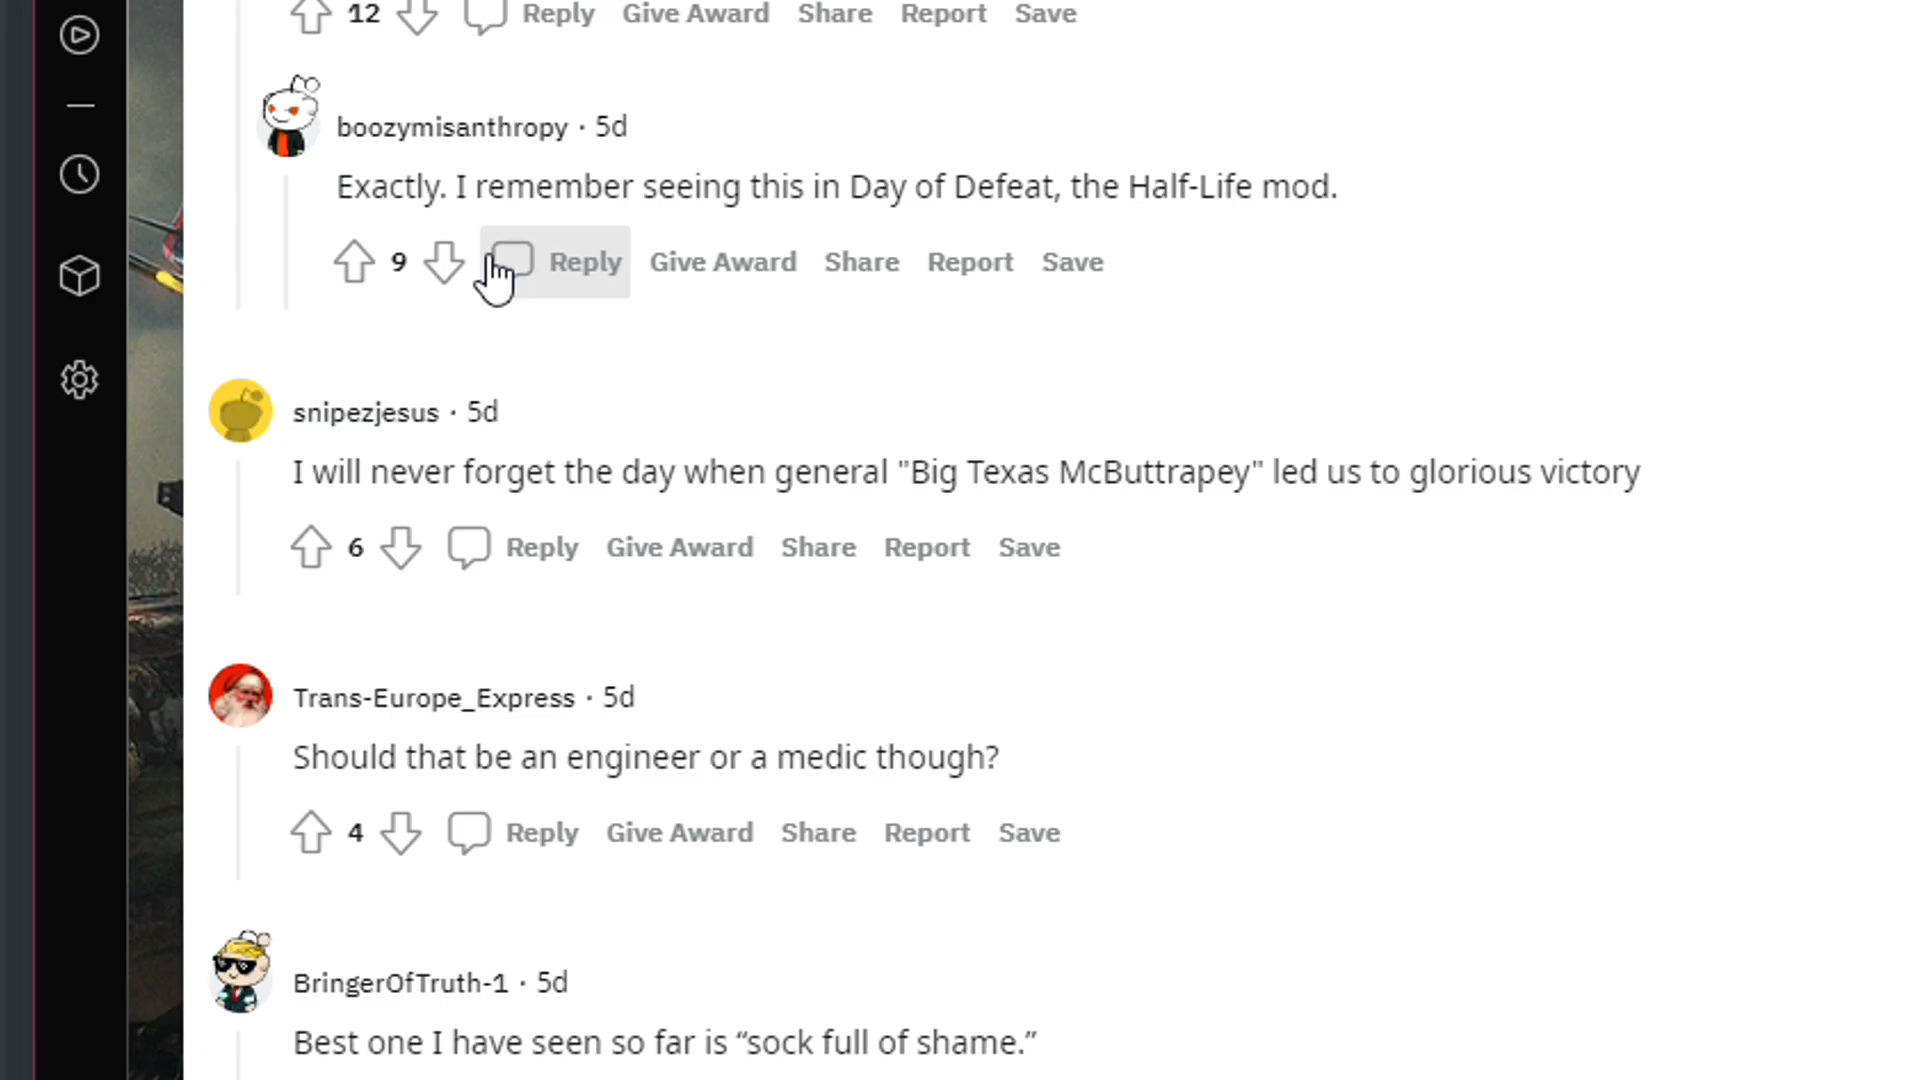 12 Reply Give Award Share Report Save
boozymisanthropy · 5d
Exactly. I remember seeing this in Day of Defeat, the Half-Life mod.
9 Reply Give Award Share Report Save
snipezjesus · 5d
I will never forget the day when general "Big Texas McButtrapey" led us to glorious victory
6 Reply Give Award Share Report Save
Trans-Europe_Express · 5d
Should that be an engineer or a medic though?
4 Reply Give Award Share Report Save
BringerOfTruth-1 · 5d
Best one I have seen so far is “sock full of shame.”